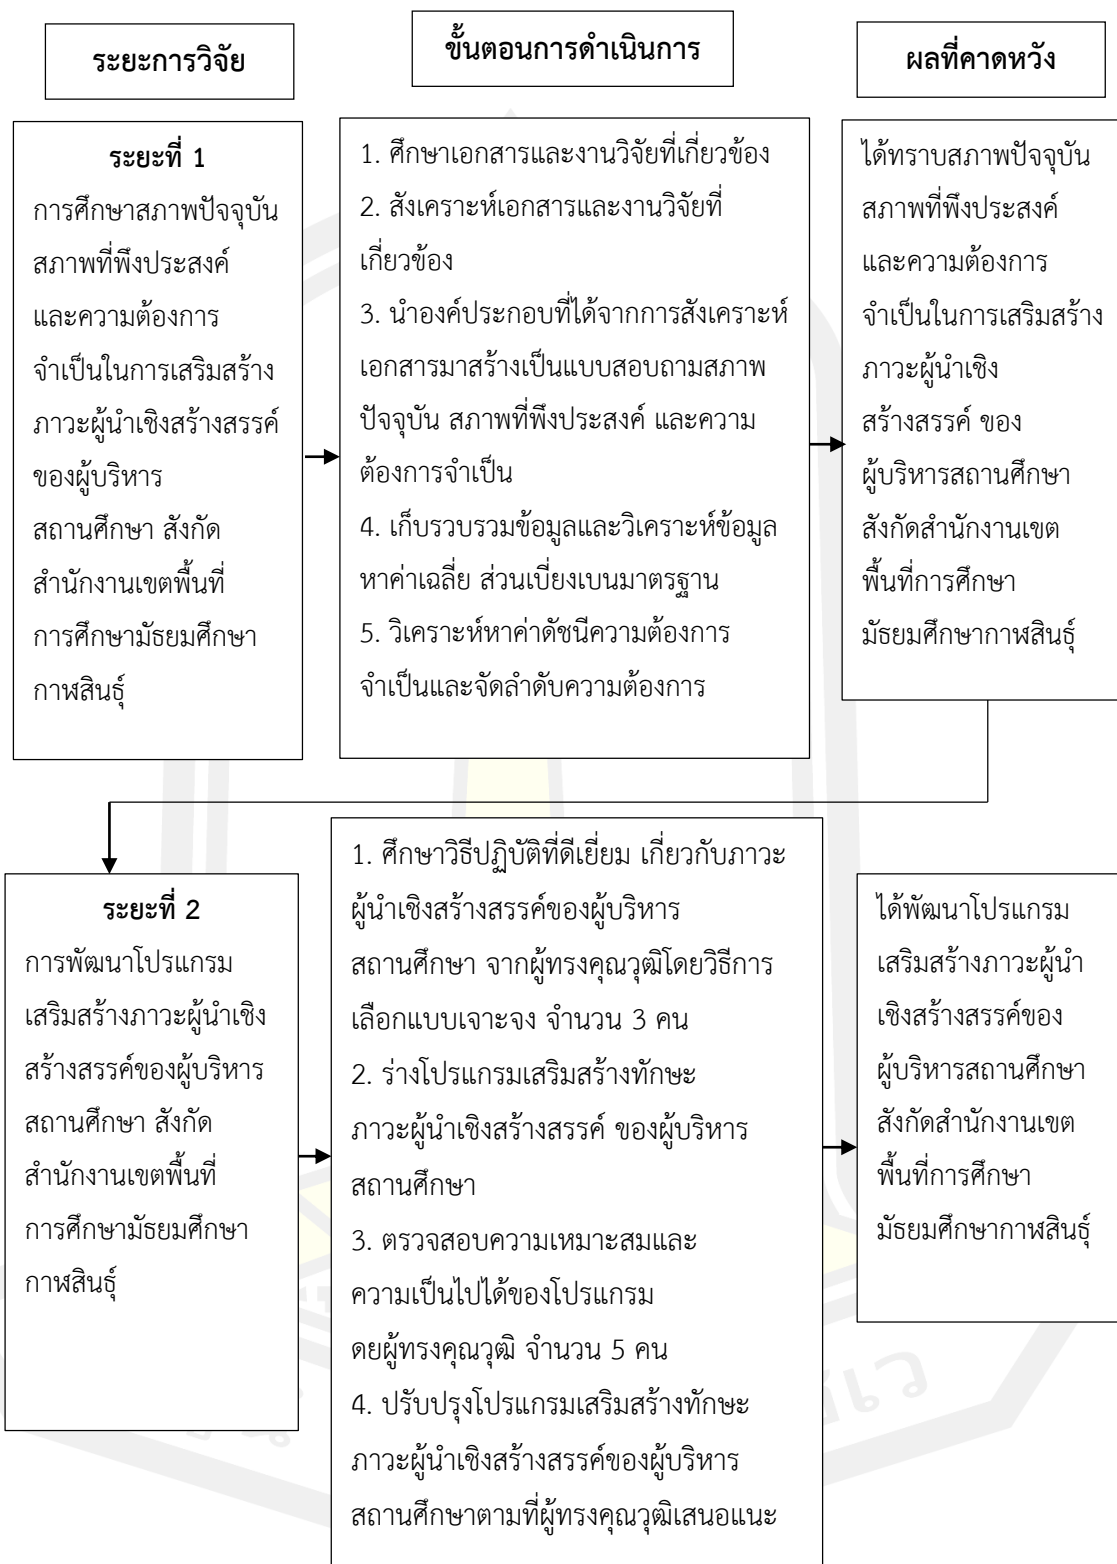 ระยะการวิจัย
ขั้นตอนการดำเนินการ
ผลที่คาดหวัง
ระยะที่ 1
การศึกษาสภาพปัจจุบัน
สภาพที่พึงประสงค์
และความต้องการ
จำเป็นในการเสริมสร้าง
ภาวะผู้นำเชิงสร้างสรรค์
ของผู้บริหาร
สถานศึกษา สังกัด
สำนักงานเขตพื้นที่
การศึกษามัธยมศึกษา
กาฬสินธุ์
1. ศึกษาเอกสารและงานวิจัยที่เกี่ยวข้อง
2. สังเคราะห์เอกสารและงานวิจัยที่
เกี่ยวข้อง
3. นำองค์ประกอบที่ได้จากการสังเคราะห์
เอกสารมาสร้างเป็นแบบสอบถามสภาพ
ปัจจุบัน สภาพที่พึงประสงค์ และความ
ต้องการจำเป็น
4. เก็บรวบรวมข้อมูลและวิเคราะห์ข้อมูล
หาค่าเฉลี่ย ส่วนเบี่ยงเบนมาตรฐาน
5. วิเคราะห์หาค่าดัชนีความต้องการ
จำเป็นและจัดลำดับความต้องการ
ได้ทราบสภาพปัจจุบัน
สภาพที่พึงประสงค์
และความต้องการ
จำเป็นในการเสริมสร้าง
ภาวะผู้นำเชิง
สร้างสรรค์ ของ
ผู้บริหารสถานศึกษา
สังกัดสำนักงานเขต
พื้นที่การศึกษา
มัธยมศึกษากาฬสินธุ์
ระยะที่ 2
การพัฒนาโปรแกรม
เสริมสร้างภาวะผู้นำเชิง
สร้างสรรค์ของผู้บริหาร
สถานศึกษา สังกัด
สำนักงานเขตพื้นที่
การศึกษามัธยมศึกษา
กาฬสินธุ์
1. ศึกษาวิธีปฏิบัติที่ดีเยี่ยม เกี่ยวกับภาวะ
ผู้นำเชิงสร้างสรรค์ของผู้บริหาร
สถานศึกษา จากผู้ทรงคุณวุฒิโดยวิธีการ
เลือกแบบเจาะจง จำนวน 3 คน
2. ร่างโปรแกรมเสริมสร้างทักษะ
ภาวะผู้นำเชิงสร้างสรรค์ ของผู้บริหาร
สถานศึกษา
3. ตรวจสอบความเหมาะสมและ
ความเป็นไปได้ของโปรแกรม
ดยผู้ทรงคุณวุฒิ จำนวน 5 คน
4. ปรับปรุงโปรแกรมเสริมสร้างทักษะ
ภาวะผู้นำเชิงสร้างสรรค์ของผู้บริหาร
สถานศึกษาตามที่ผู้ทรงคุณวุฒิเสนอแนะ
ได้พัฒนาโปรแกรม
เสริมสร้างภาวะผู้นำ
เชิงสร้างสรรค์ของ
ผู้บริหารสถานศึกษา
สังกัดสำนักงานเขต
พื้นที่การศึกษา
มัธยมศึกษากาฬสินธุ์